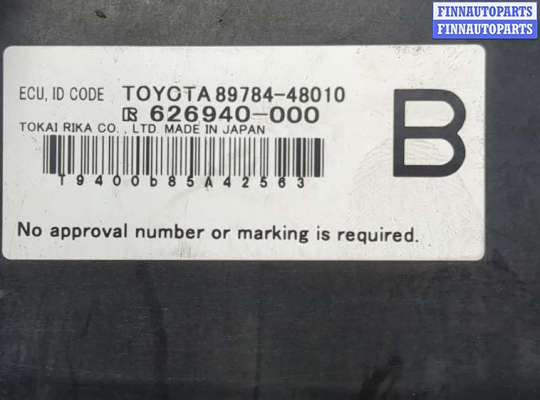 FINNAUTOPARTS
FINNAUTOPARTS
FINNAUTOPARTS
ECU, ID CODE TOYOTA 89784-48010
R 626940-000
TOKAI RIKA CO., LTD. MADE IN JAPAN
B
T9400b85A42563
No approval number or marking is required.